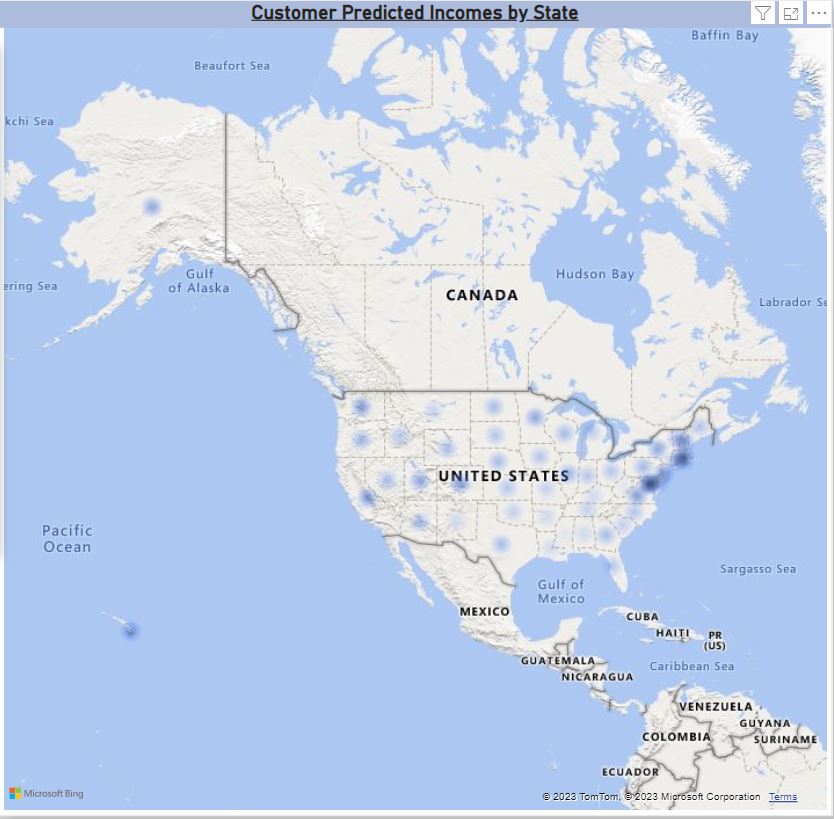 Customer Predicted Incomes by State
Baffin Bay
Beaufort Sea
kchi Sea
ering Sea
Gulf
of Alaska
Hudson Bay
CANADA
Labrador Se
UNITED STATES
Pacific
Ocean
Sargasso Sea
Gulf of
Mexico
MEXICO
CUBA
HAITI
PR
(US)
GUATEMALA
Caribbean Sea
NICARAGUA
VENEZUELA
GUYANA
COLOMBIA
SURINAME
ECUADOR
Microsoft Bing
© 2023 TomTom, © 2023 Microsoft Corporation Terms